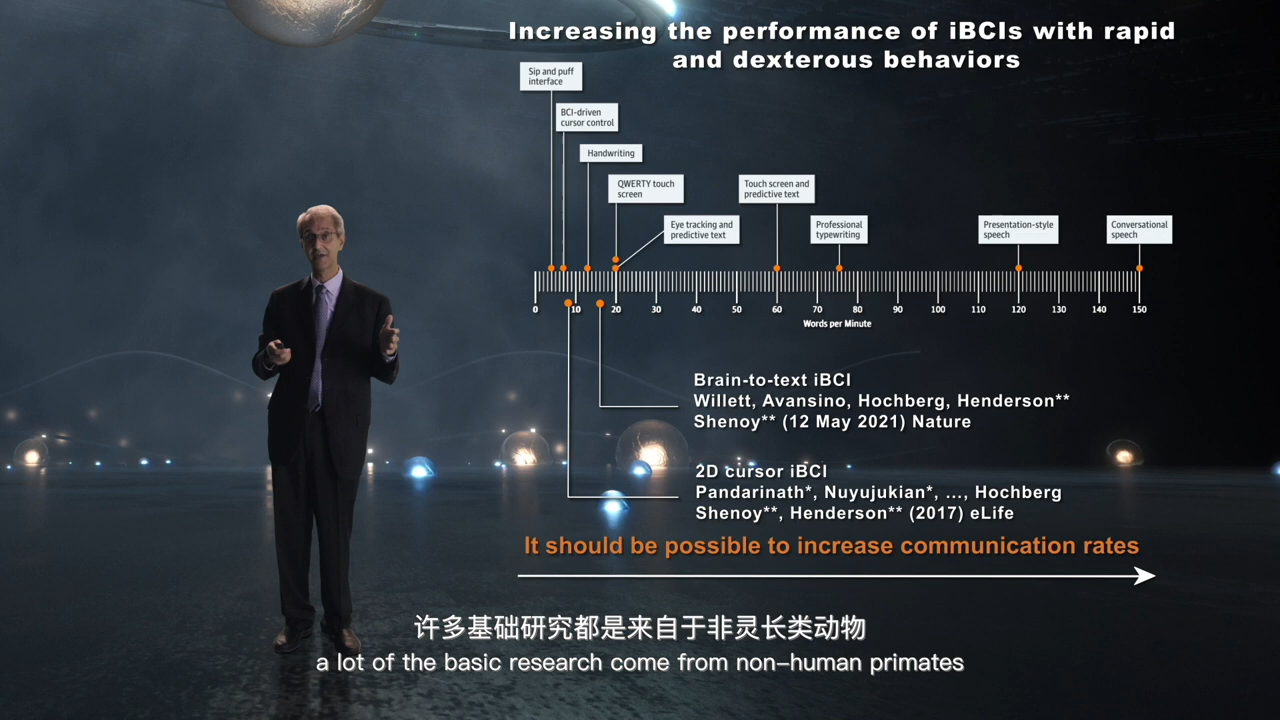 Increasing the performance of iBCIs with rapid
and dexterous behaviors
Sip and puff
interface
BCI-driven
cursor control
Handwriting
QWERTY touch
screen
Eye tracking and
predictive text
Touch screen and
predictive text
Professional
typewriting
Presentation-style
speech
Conversational
speech
0 10 20 30 40 50 60 70 80 90 100 110 120 130 140 150
Words per Minute
Brain-to-text iBCI
Willett, Avansino, Hochberg, Henderson**
Shenoy** (12 May 2021) Nature
2D cursor iBCI
Pandarinath*, Nuyujukian*, ..., Hochberg
Shenoy**, Henderson** (2017) eLife
It should be possible to increase communication rates
许多基础研究都是来自于非灵长类动物
a lot of the basic research come from non-human primates